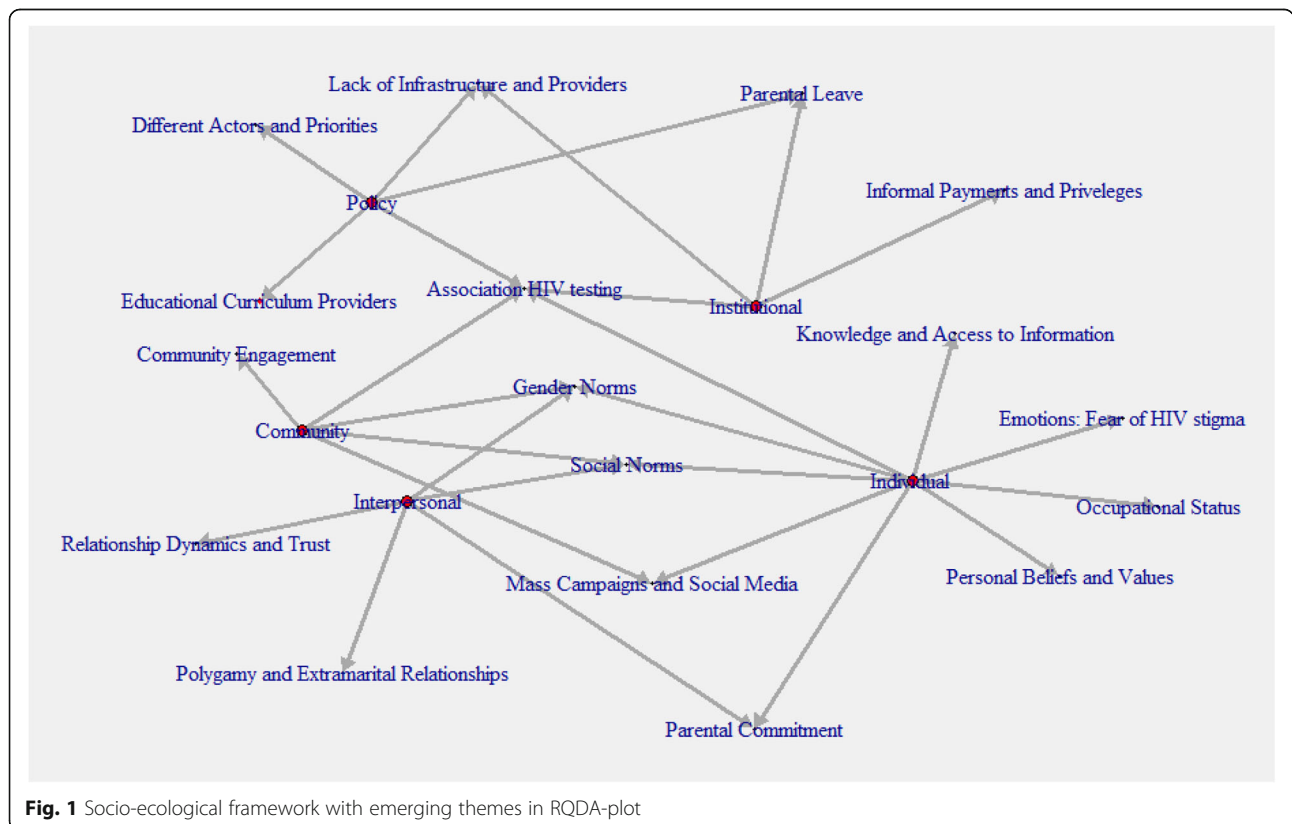 Lack of Infrastructure and Providers
Parental Leave
Different Actors and Priorities
Informal Payments and Priveleges
Policy
Educational Curriculum Providers
Association HIV testing
Institutional
Knowledge and Access to Information
Community Engagement
Gender Norms
Emotions: Fear of HIV stigma
Community
Social Norms
Individual
Interpersonal
Occupational Status
Relationship Dynamics and Trust
Mass Campaigns and Social Media
Personal Beliefs and Values
Polygamy and Extramarital Relationships
Parental Commitment
Fig. 1 Socio-ecological framework with emerging themes in RQDA-plot